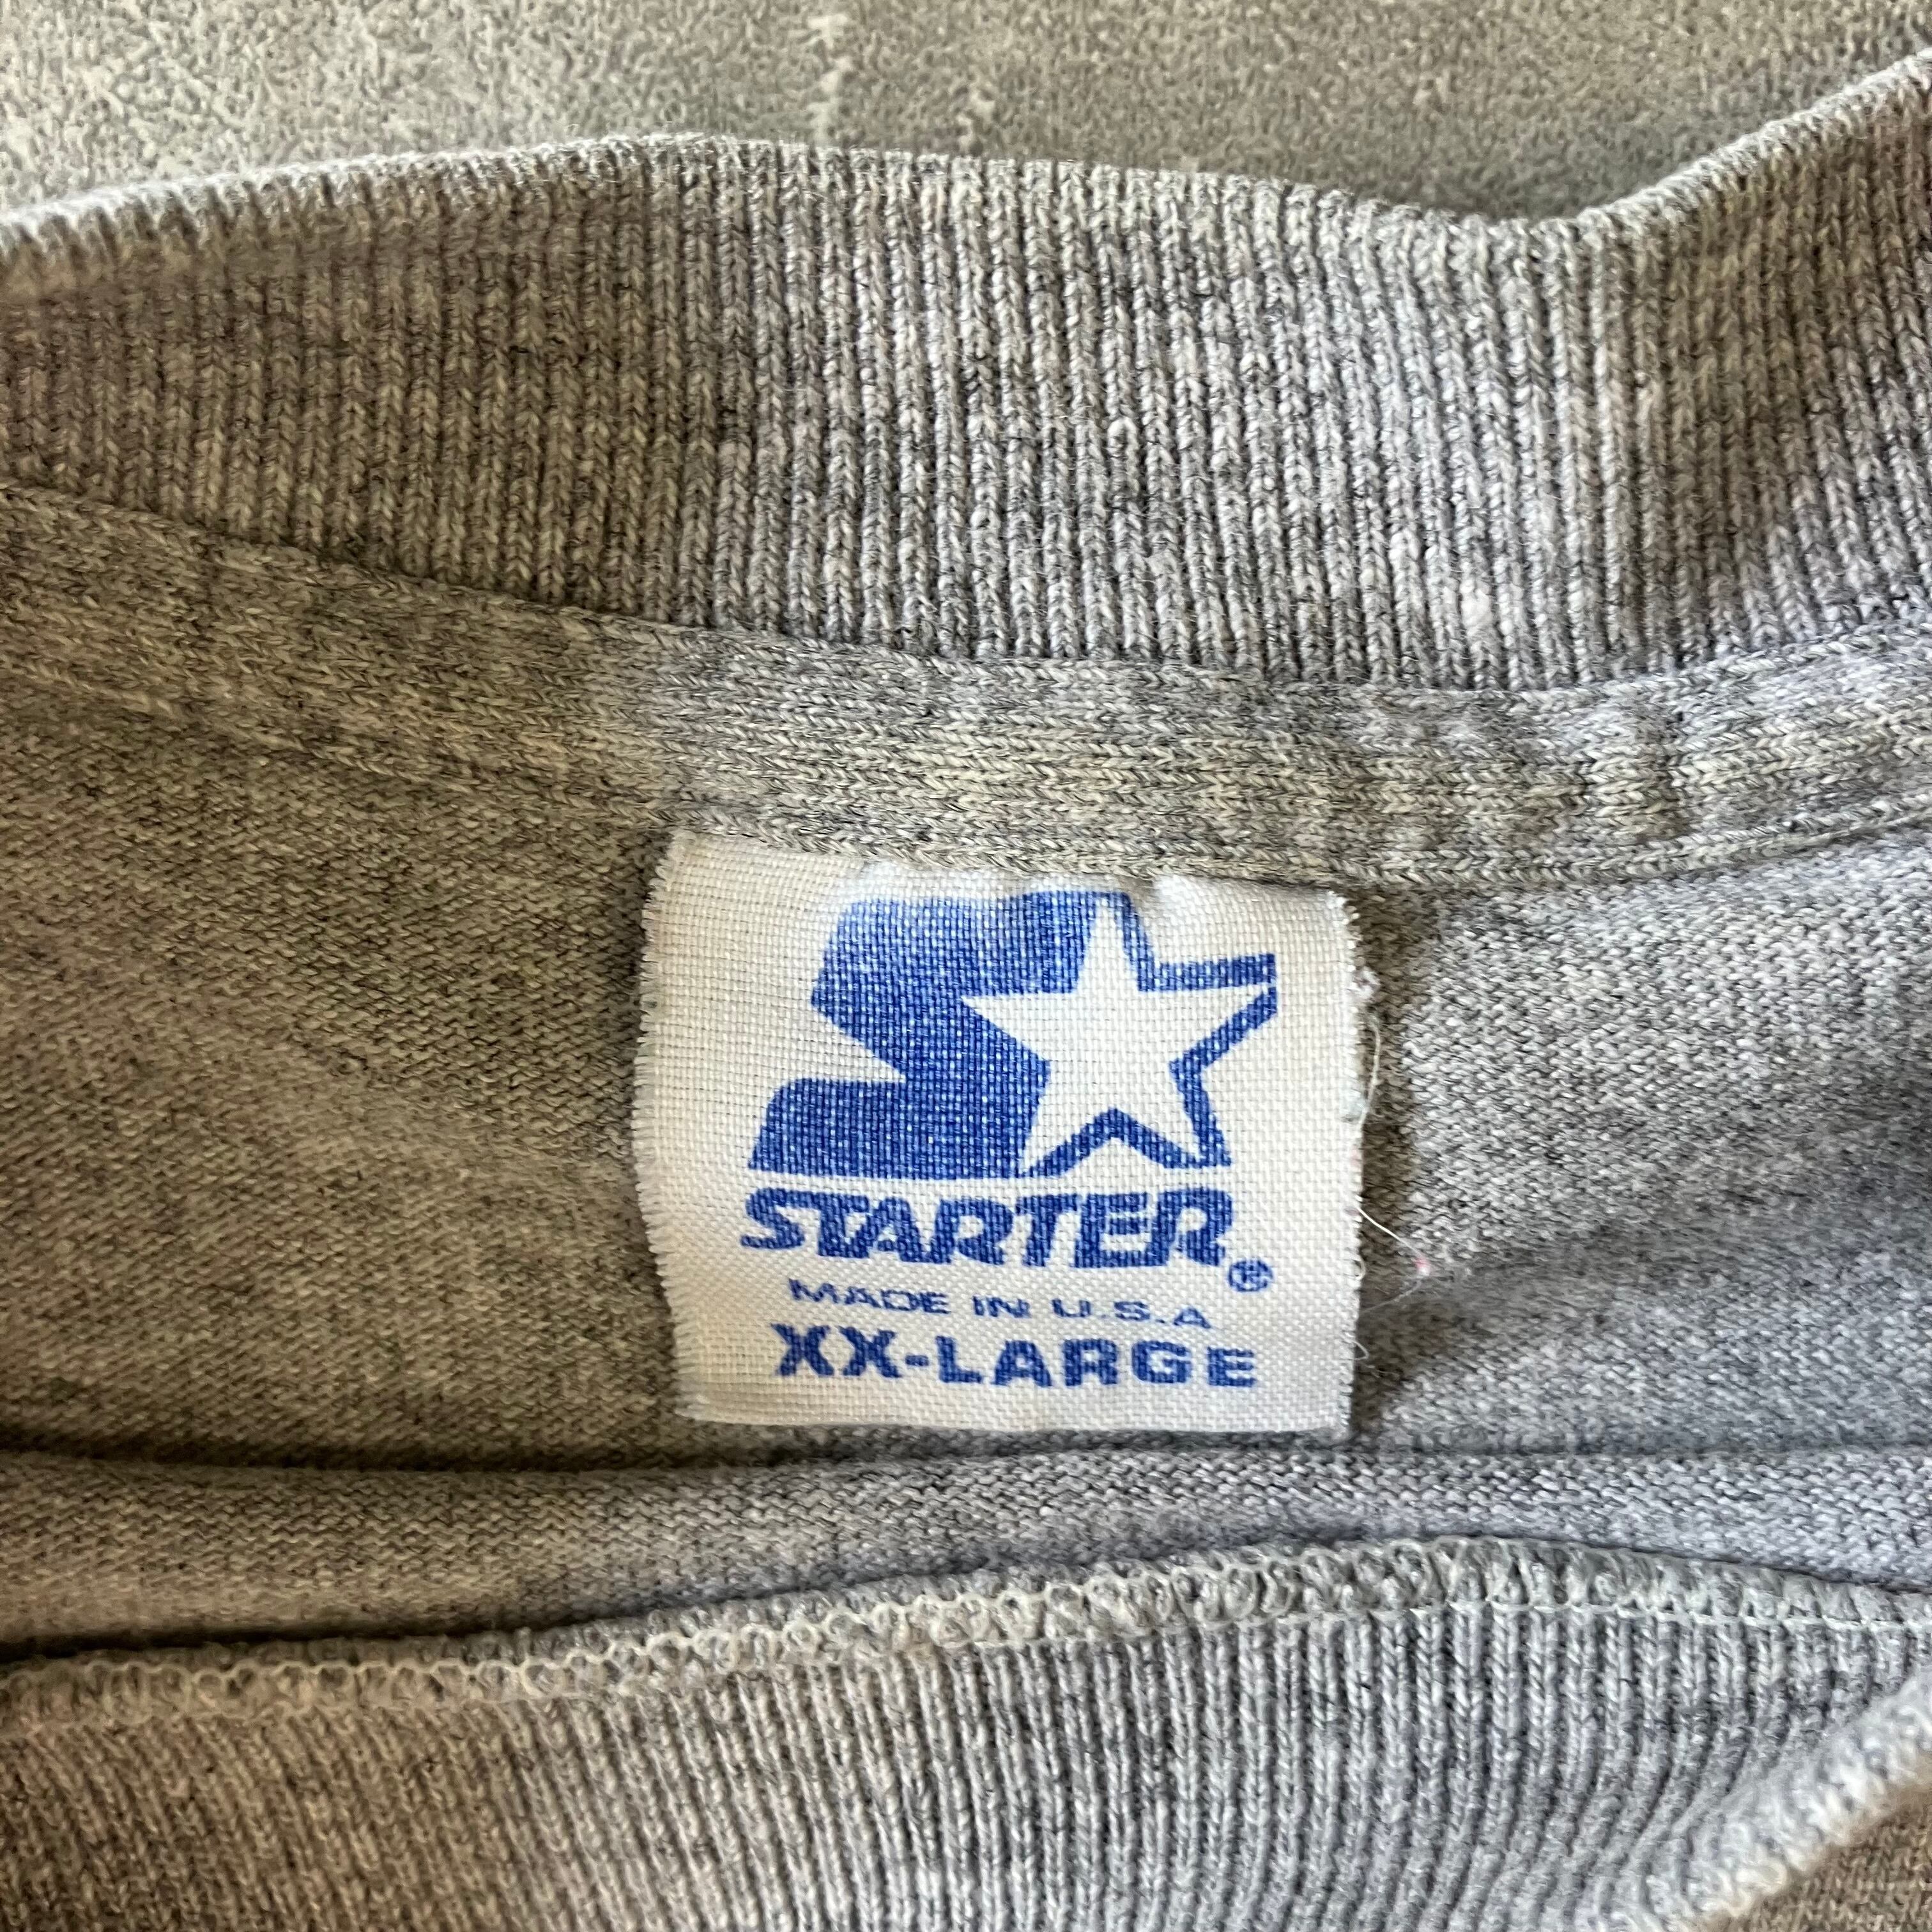 STARTER®
MADE IN U.S.A
XX-LARGE